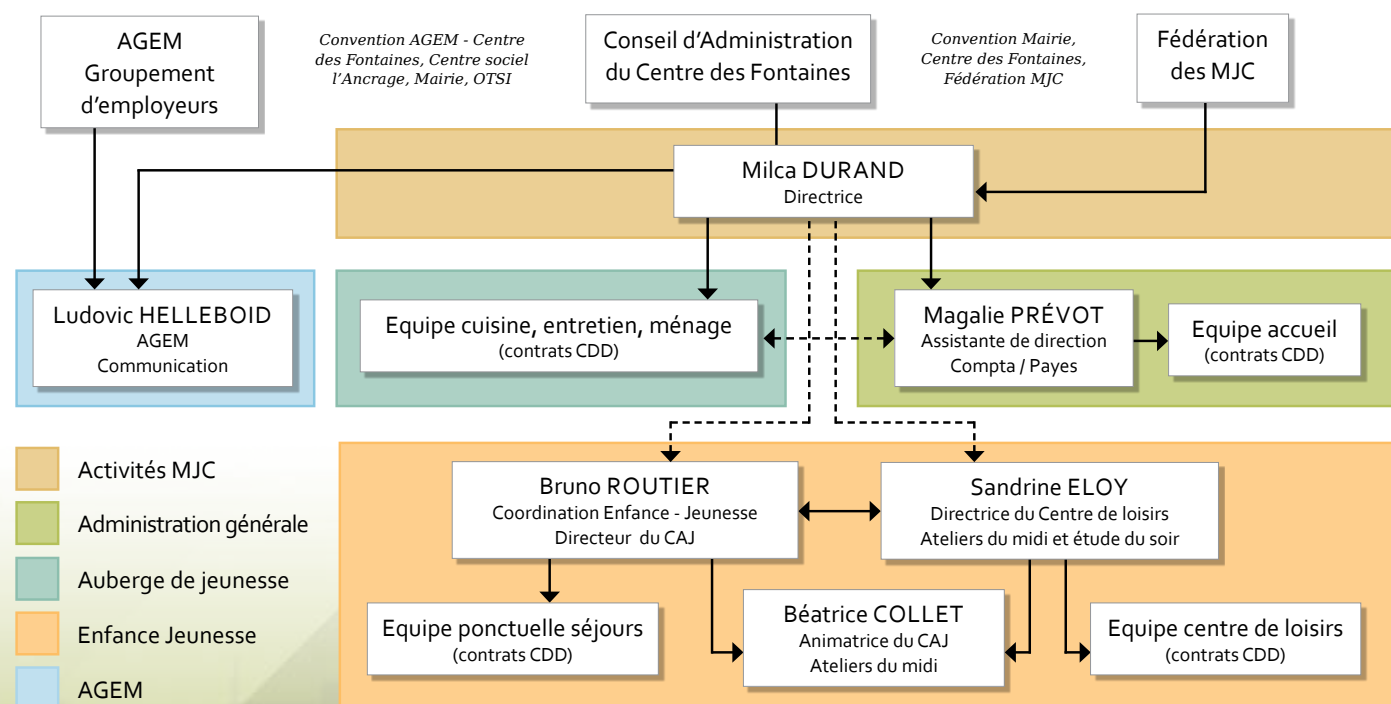 AGEM
Groupement
d'employeurs
Convention AGEM - Centre
des Fontaines, Centre sociel
l'Ancrage, Mairie, OTSI
Conseil d'Administration
du Centre des Fontaines
Convention Mairie,
Centre des Fontaines,
Fédération MJC
Fédération
des MJC
Milca DURAND
Directrice
Ludovic HELLEBOID
AGEM
Communication
Equipe cuisine, entretien, ménage
(contrats CDD)
Magalie PRÉVOT
Assistante de direction
Compta / Payes
Equipe accueil
(contrats CDD)
Activités MJC
Administration générale
Auberge de jeunesse
Enfance Jeunesse
AGEM
Bruno ROUTIER
Coordination Enfance - Jeunesse
Directeur du CAJ
Sandrine ELOY
Directrice du Centre de loisirs
Ateliers du midi et étude du soir
Equipe ponctuelle séjours
(contrats CDD)
Béatrice COLLET
Animatrice du CAJ
Ateliers du midi
Equipe centre de loisirs
(contrats CDD)